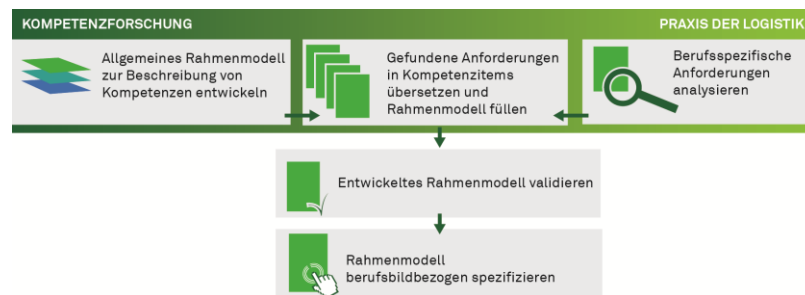 KOMPETENZFORSCHUNG
PRAXIS DER LOGISTIK
Allgemeines Rahmenmodell
zur Beschreibung von
Kompetenzen entwickeln
Gefundene Anforderungen
in Kompetenzitems
übersetzen und
Rahmenmodell füllen
Berufsspezifische
Anforderungen
analysieren
Entwickeltes Rahmenmodell validieren
Rahmenmodell
berufsbildbezogen spezifizieren